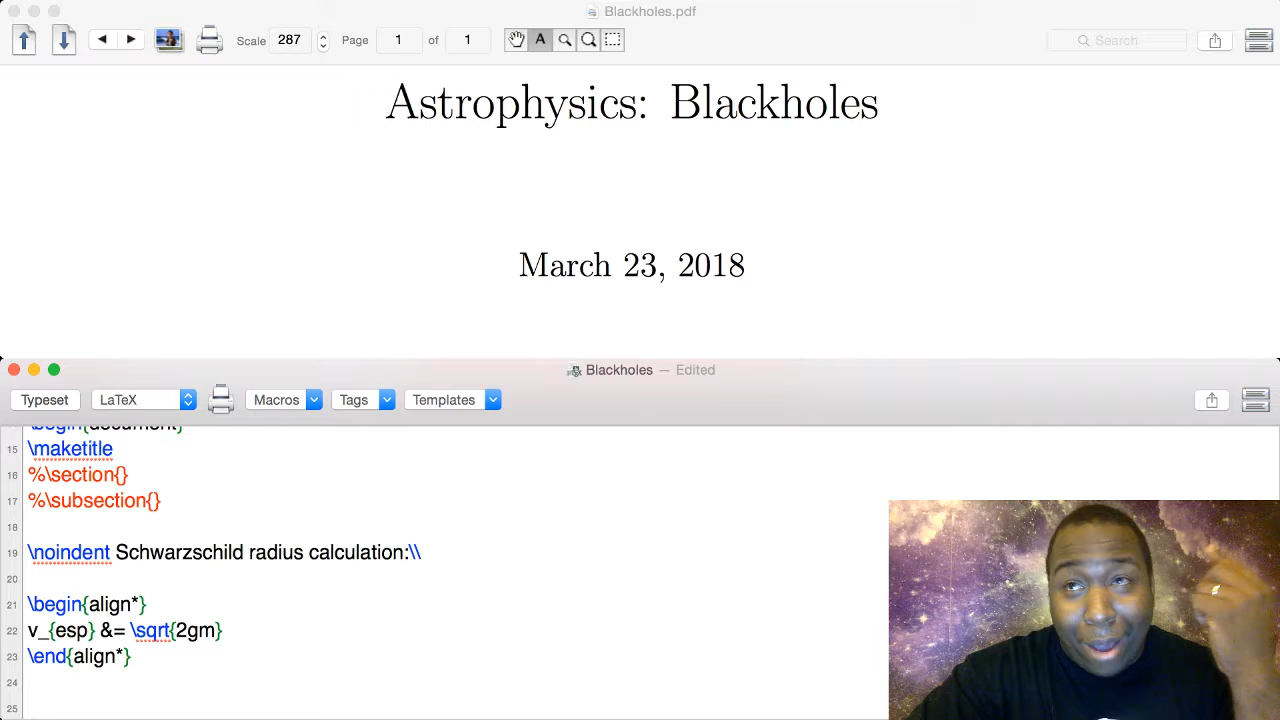 Blackholes.pdf
Scale 287 Page 1 of 1 A Search
Astrophysics: Blackholes
March 23, 2018
Blackholes — Edited
Typeset LaTeX Macros Tags Templates
\begin{document}
15 \maketitle
16 %\section{}
17 %\subsection{}
18
19 \noindent Schwarzschild radius calculation:\\
20
21 \begin{align*}
22 v_{esp} &= \sqrt{2gm}
23 \end{align*}
24
25